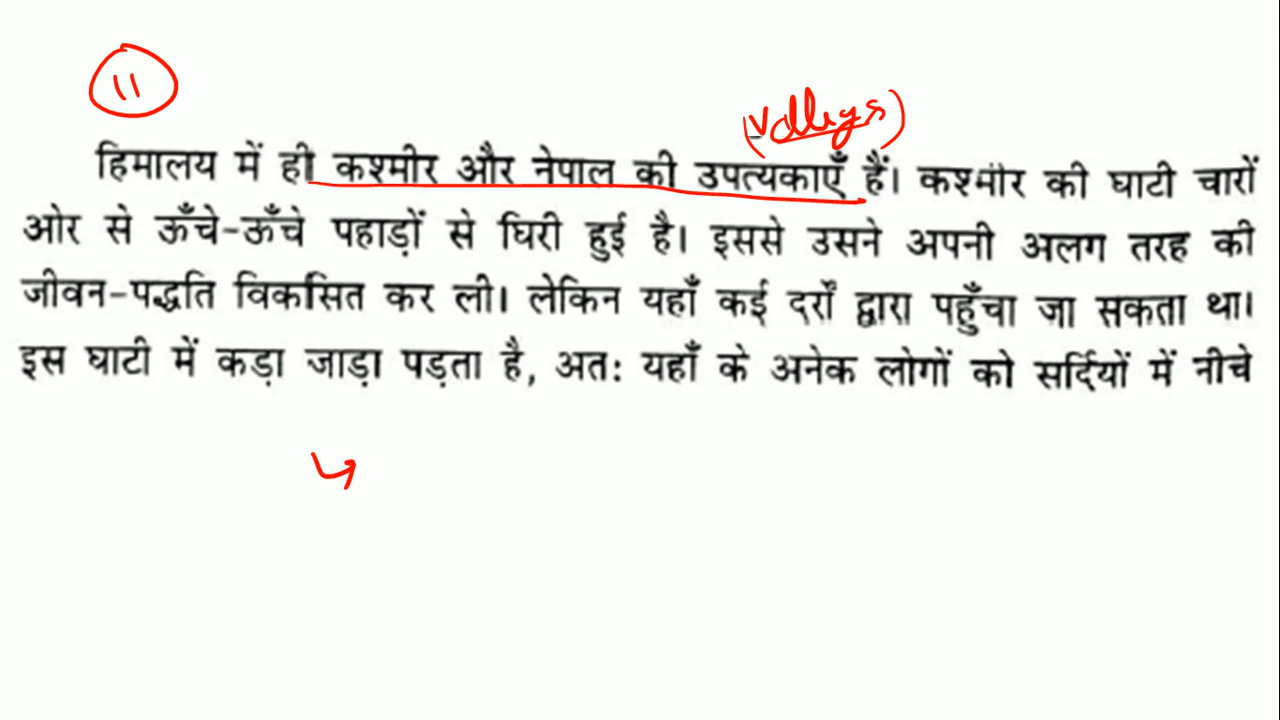 11
(Valleys)
हिमालय में ही कश्मीर और नेपाल की उपत्यकाएँ हैं। कश्मीर की घाटी चारों
ओर से ऊँचे-ऊँचे पहाड़ों से घिरी हुई है। इससे उसने अपनी अलग तरह की
जीवन-पद्धति विकसित कर ली। लेकिन यहाँ कई दर्रों द्वारा पहुँचा जा सकता था।
इस घाटी में कड़ा जाड़ा पड़ता है, अतः यहाँ के अनेक लोगों को सर्दियों में नीचे